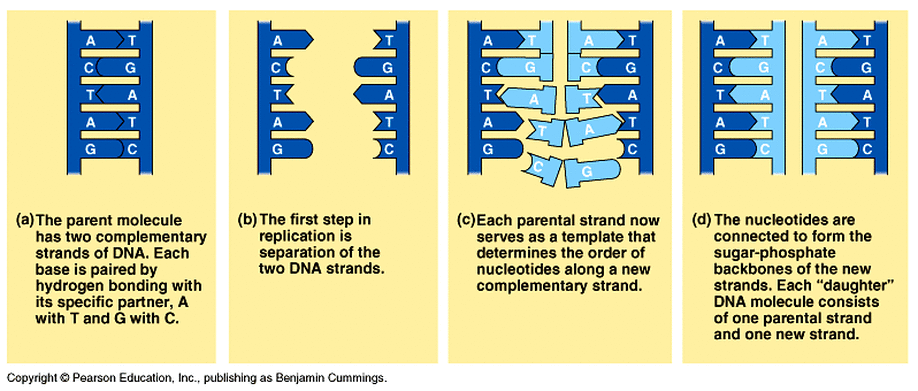 A T
C G
T A
A T
G C
A T
C G
T A
A T
G C
A T A T
C G C G
T A T A
A T A T
G C G C
A T A T
C G C G
T A T A
A T A T
G C G C
(a) The parent molecule
has two complementary
strands of DNA. Each
base is paired by
hydrogen bonding with
its specific partner, A
with T and G with C.
(b) The first step in
replication is
separation of the
two DNA strands.
(c) Each parental strand now
serves as a template that
determines the order of
nucleotides along a new
complementary strand.
(d) The nucleotides are
connected to form the
sugar-phosphate
backbones of the new
strands. Each “daughter”
DNA molecule consists
of one parental strand
and one new strand.
Copyright © Pearson Education, Inc., publishing as Benjamin Cummings.